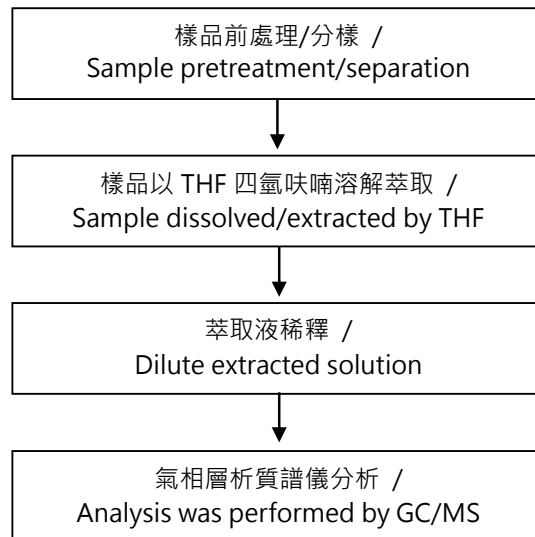 樣品前處理/分樣 /
Sample pretreatment/separation
樣品以 THF 四氫呋喃溶解萃取 /
Sample dissolved/extracted by THF
萃取液稀釋 /
Dilute extracted solution
氣相層析質譜儀分析 /
Analysis was performed by GC/MS